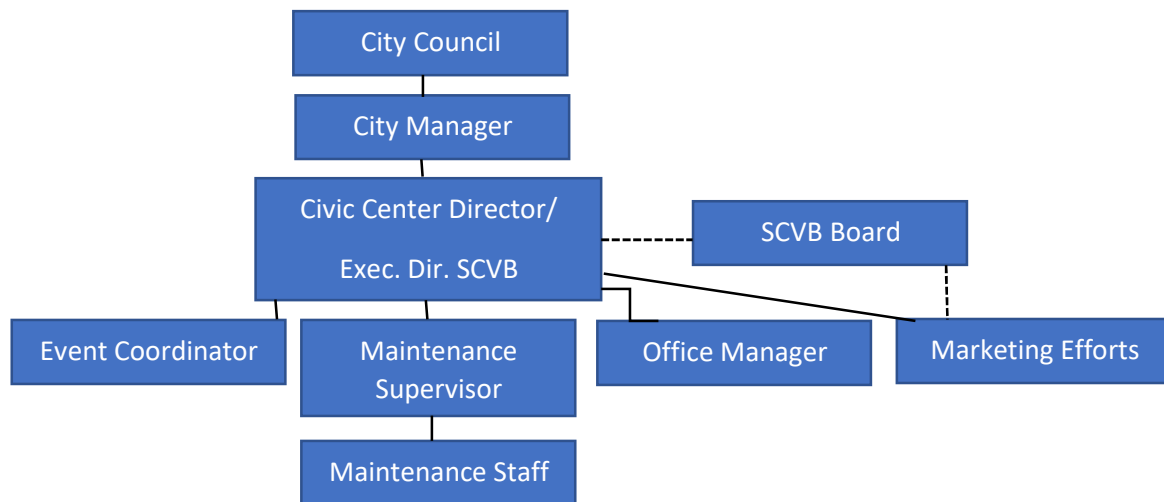 City Council
City Manager
Civic Center Director/
Exec. Dir. SCVB
SCVB Board
Event Coordinator
Maintenance
Supervisor
Office Manager
Marketing Efforts
Maintenance Staff